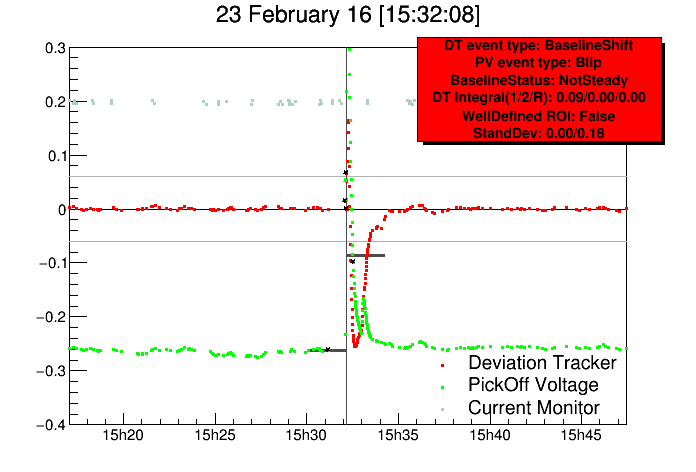 23 February 16 [15:32:08]
DT event type: BaselineShift
PV event type: Blip
BaselineStatus: NotSteady
DT Integral(1/2/R): 0.09/0.00/0.00
WellDefined ROI: False
StandDev: 0.00/0.18
0.3
0.2
0.1
0
−0.1
−0.2
−0.3
−0.4
Deviation Tracker
PickOff Voltage
Current Monitor
15h20 15h25 15h30 15h35 15h40 15h45